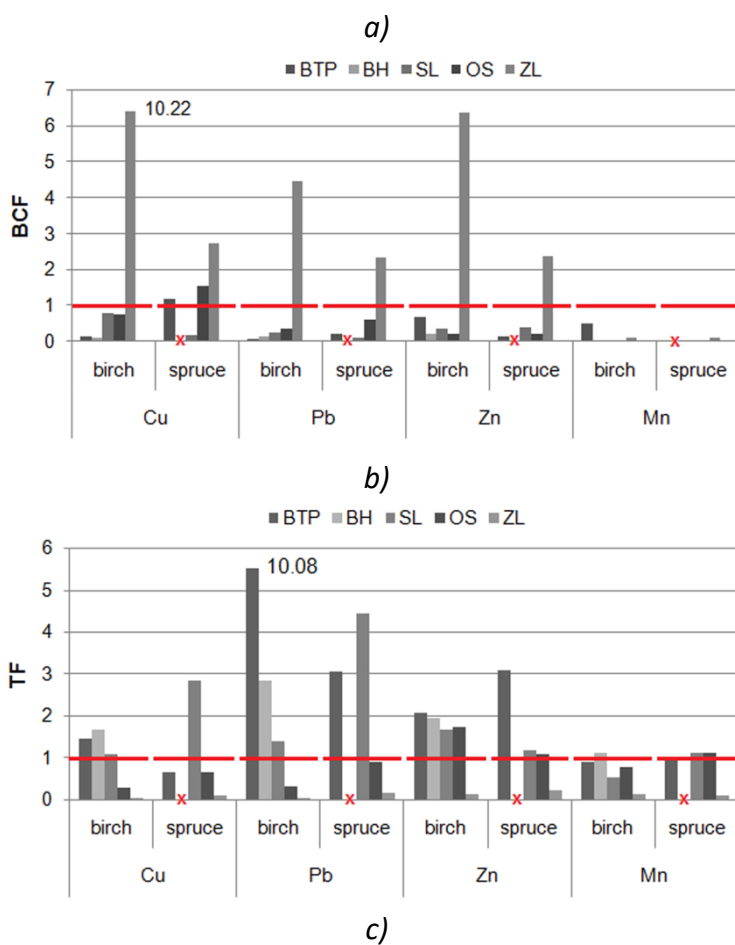 a)
BTP BH SL OS ZL
7
10.22
6
5
4
BCF
3
2
1
0
x x x x
birch spruce birch spruce birch spruce birch spruce
Cu Pb Zn Mn
b)
BTP BH SL OS ZL
6
10.08
5
4
TF
3
2
1
0
x x x x
birch spruce birch spruce birch spruce birch spruce
Cu Pb Zn Mn
c)